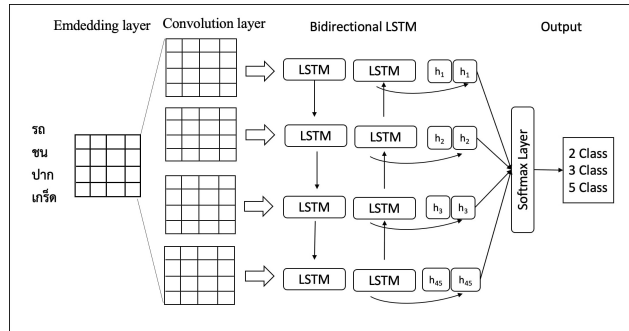 Emdedding layer
Convolution layer
Bidirectional LSTM
Output
รถ
ชน
ปาก
เกร็ด
LSTM LSTM h1 h1
LSTM LSTM h2 h2
LSTM LSTM h3 h3
LSTM LSTM h45 h45
Softmax Layer
2 Class
3 Class
5 Class